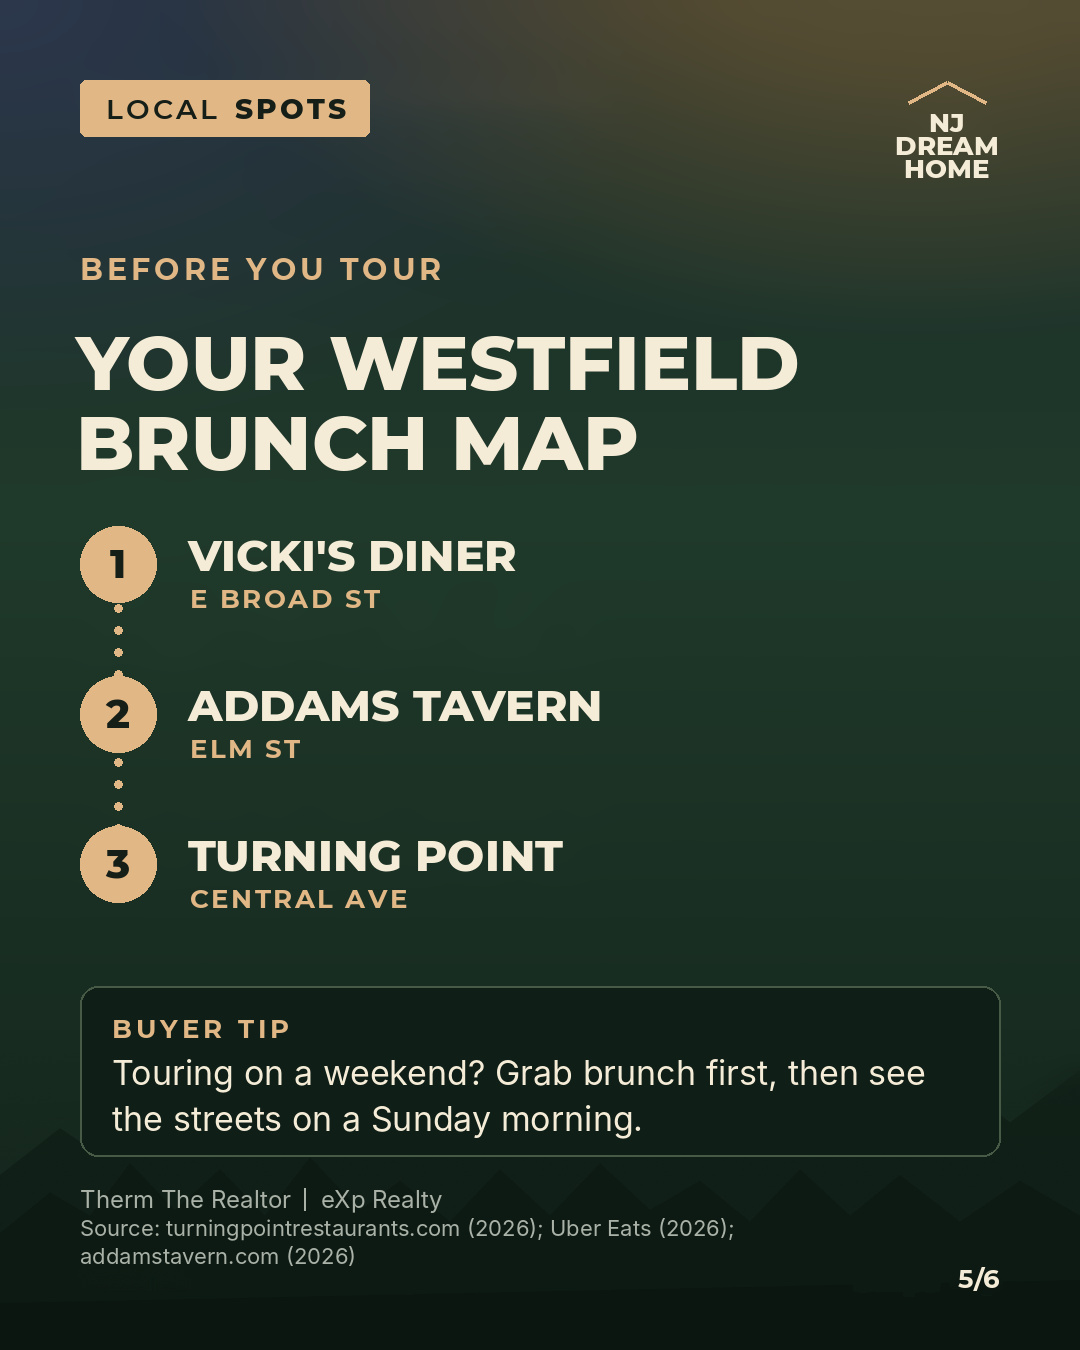 LOCAL SPOTS
NJ
DREAM
HOME
BEFORE YOU TOUR
YOUR WESTFIELD
BRUNCH MAP
1
VICKI'S DINER
E BROAD ST
2
ADDAMS TAVERN
ELM ST
3
TURNING POINT
CENTRAL AVE
BUYER TIP
Touring on a weekend? Grab brunch first, then see
the streets on a Sunday morning.
Therm The Realtor | eXp Realty
Source: turningpointrestaurants.com (2026); Uber Eats (2026);
addamstavern.com (2026)
5/6